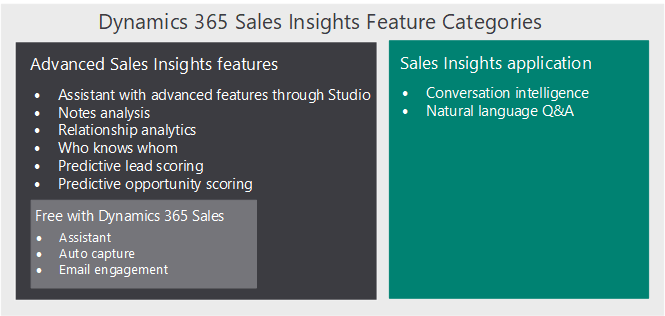 Dynamics 365 Sales Insights Feature Categories
Advanced Sales Insights features
• Assistant with advanced features through Studio
• Notes analysis
• Relationship analytics
• Who knows whom
• Predictive lead scoring
• Predictive opportunity scoring
Free with Dynamics 365 Sales
• Assistant
• Auto capture
• Email engagement
Sales Insights application
• Conversation intelligence
• Natural language Q&A